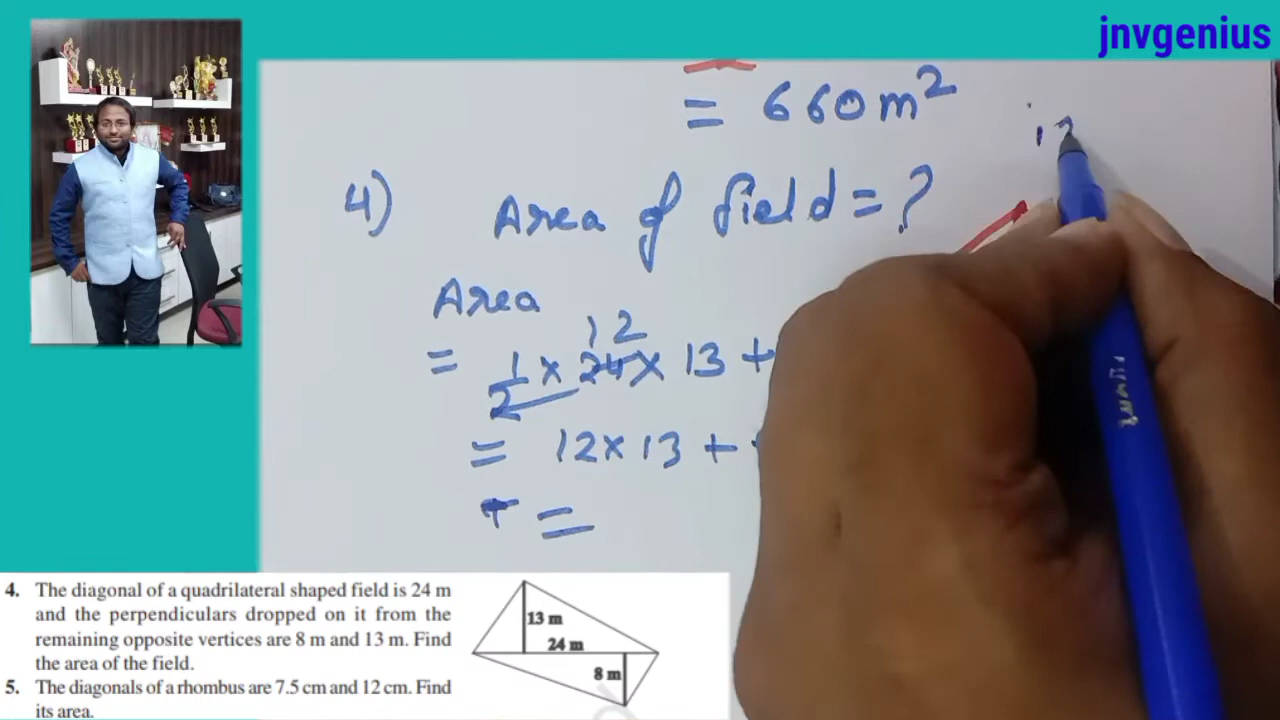 jnvgenius
= 660m²
4) Area of field = ?
Area
12
= 1/2 × 24 × 13 +
= 12 × 13 +
=
4. The diagonal of a quadrilateral shaped field is 24 m
and the perpendiculars dropped on it from the
remaining opposite vertices are 8 m and 13 m. Find
the area of the field.
13 m
24 m
8 m
5. The diagonals of a rhombus are 7.5 cm and 12 cm. Find
its area.